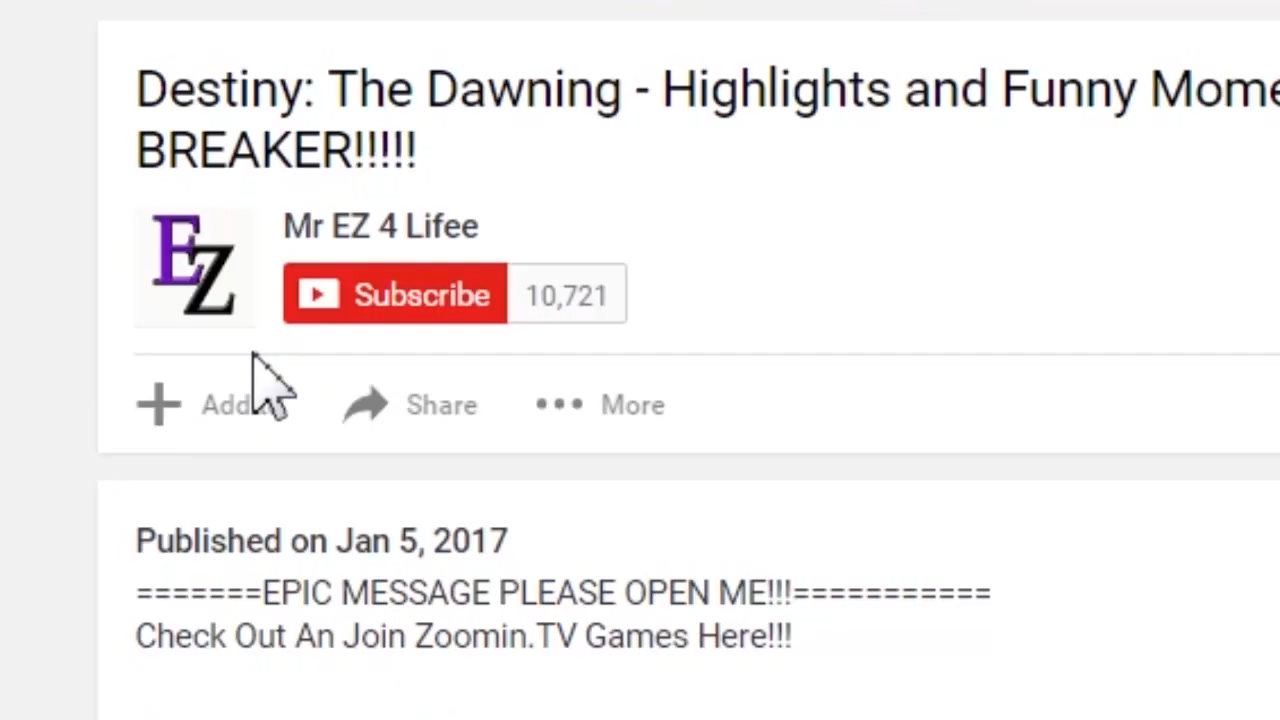 Destiny: The Dawning - Highlights and Funny Mome
BREAKER!!!!!
EZ
Mr EZ 4 Lifee
Subscribe 10,721
Add Share More
Published on Jan 5, 2017
=======EPIC MESSAGE PLEASE OPEN ME!!!===========
Check Out An Join Zoomin.TV Games Here!!!